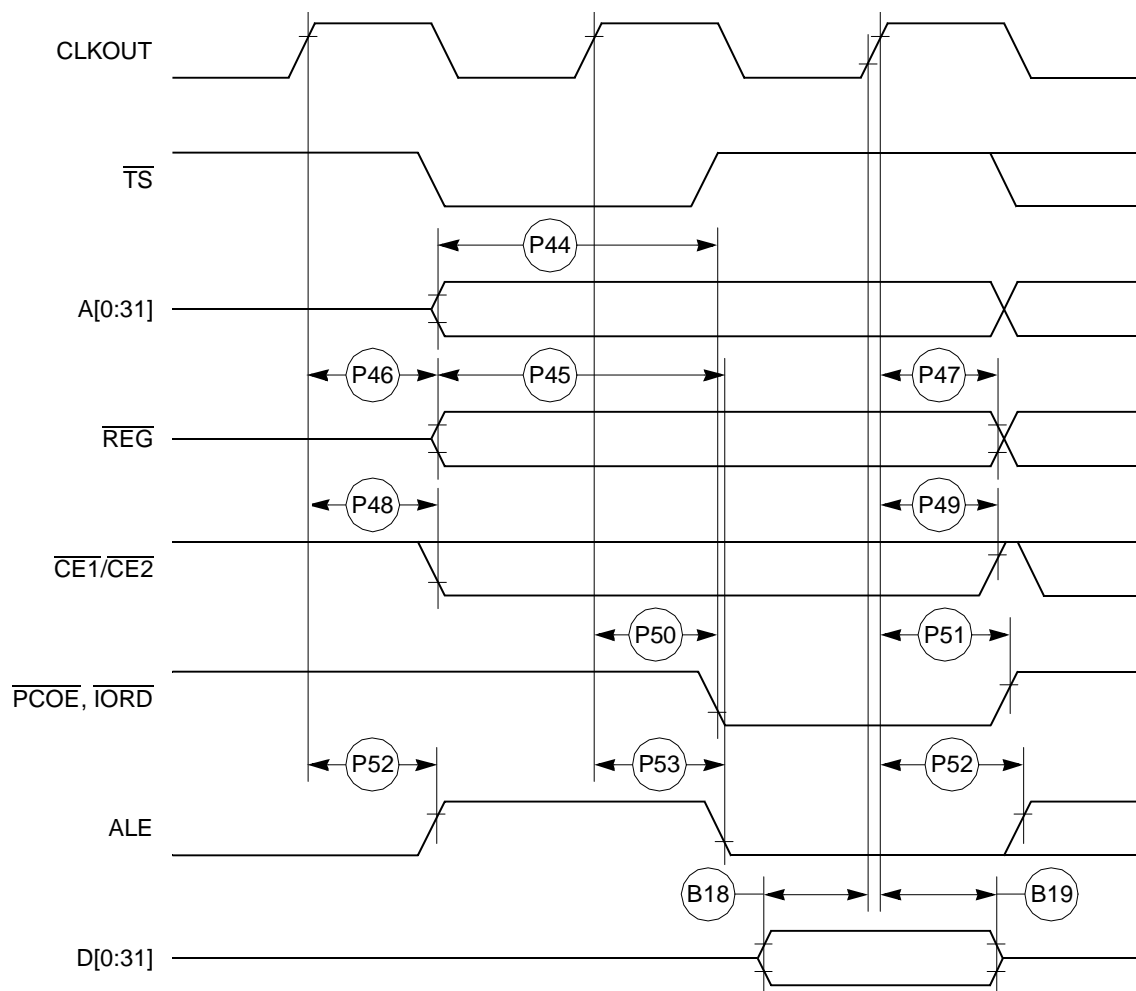 CLKOUT
TS
P44
A[0:31]
P46
P45
P47
REG
P48
P49
CE1/CE2
P50
P51
PCOE, IORD
P52
P53
P52
ALE
B18
B19
D[0:31]